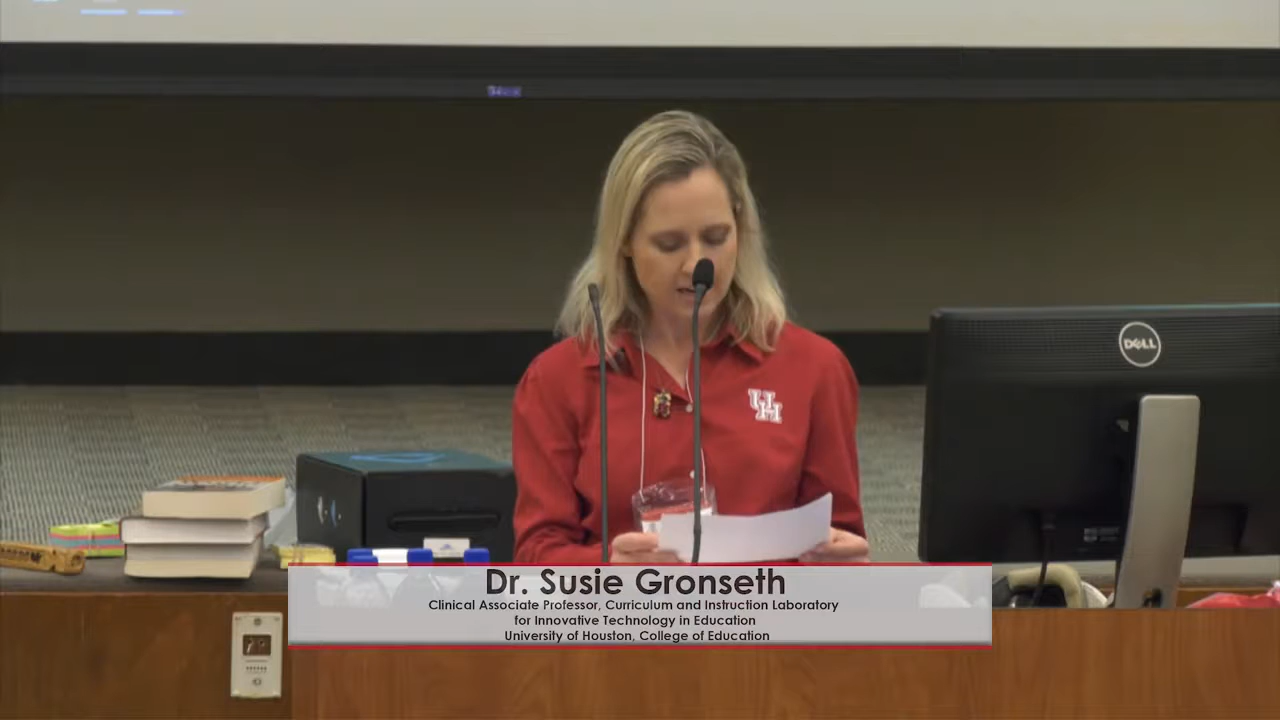 DELL
UH
Dr. Susie Gronseth
Clinical Associate Professor, Curriculum and Instruction Laboratory
for Innovative Technology in Education
University of Houston, College of Education